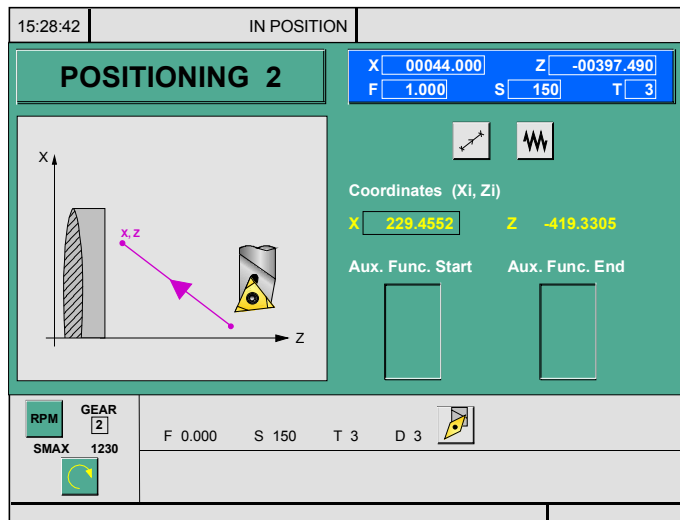 15:28:42 IN POSITION
POSITIONING 2
X 00044.000 Z -00397.490
F 1.000 S 150 T 3
X
X, Z
Z
Coordinates (Xi, Zi)
X 229.4552 Z -419.3305
Aux. Func. Start Aux. Func. End
RPM GEAR
2
SMAX 1230
F 0.000 S 150 T 3 D 3